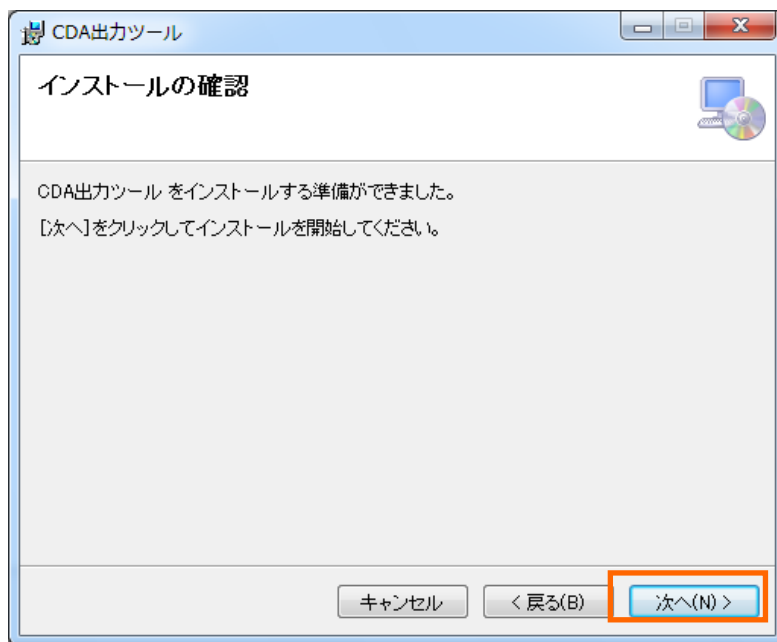 CDA出力ツール
インストールの確認
CDA出力ツール をインストールする準備ができました。
[次へ]をクリックしてインストールを開始してください。
キャンセル
< 戻る(B)
次へ(N) >